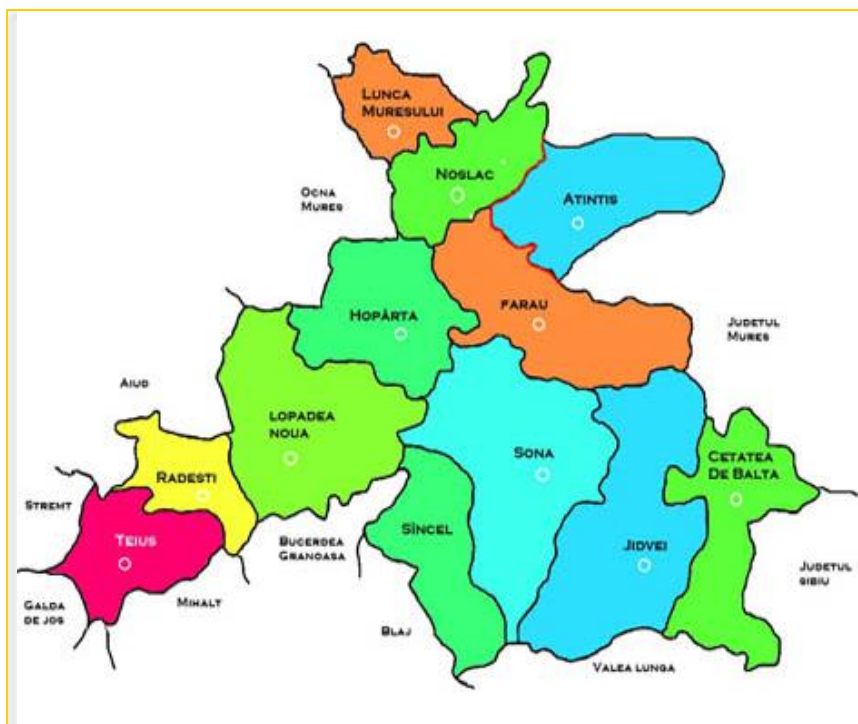 LUNCA
MURESULUI
NOSLAC
OCNA
MURES
ATINTIS
HOPÂRTA
FARAU
JUDETUL
MURES
AIUD
LOPADEA
NOUA
RADESTI
SONA
CETATEA
DE BALTA
STREMT
TEIUS
BUCERDEA
GRANOASA
SÎNCEL
JIDVEI
JUDETUL
SIBIU
GALDA
DE JOS
MIHALT
BLAJ
VALEA LUNGA